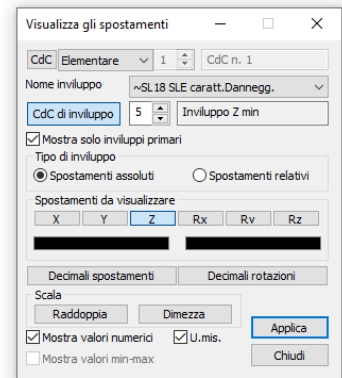 Visualizza gli spostamenti
CdC Elementare 1 CdC n. 1
Nome inviluppo ~SL18 SLE caratt.Dannegg.
CdC di inviluppo 5 Inviluppo Z min
Mostra solo inviluppi primari
Tipo di inviluppo
Spostamenti assoluti Spostamenti relativi
Spostamenti da visualizzare
X Y Z Rx Rv Rz
Decimali spostamenti Decimali rotazioni
Scala
Raddoppia Dimezza
Applica
Mostra valori numerici U.mis.
Mostra valori min-max
Chiudi